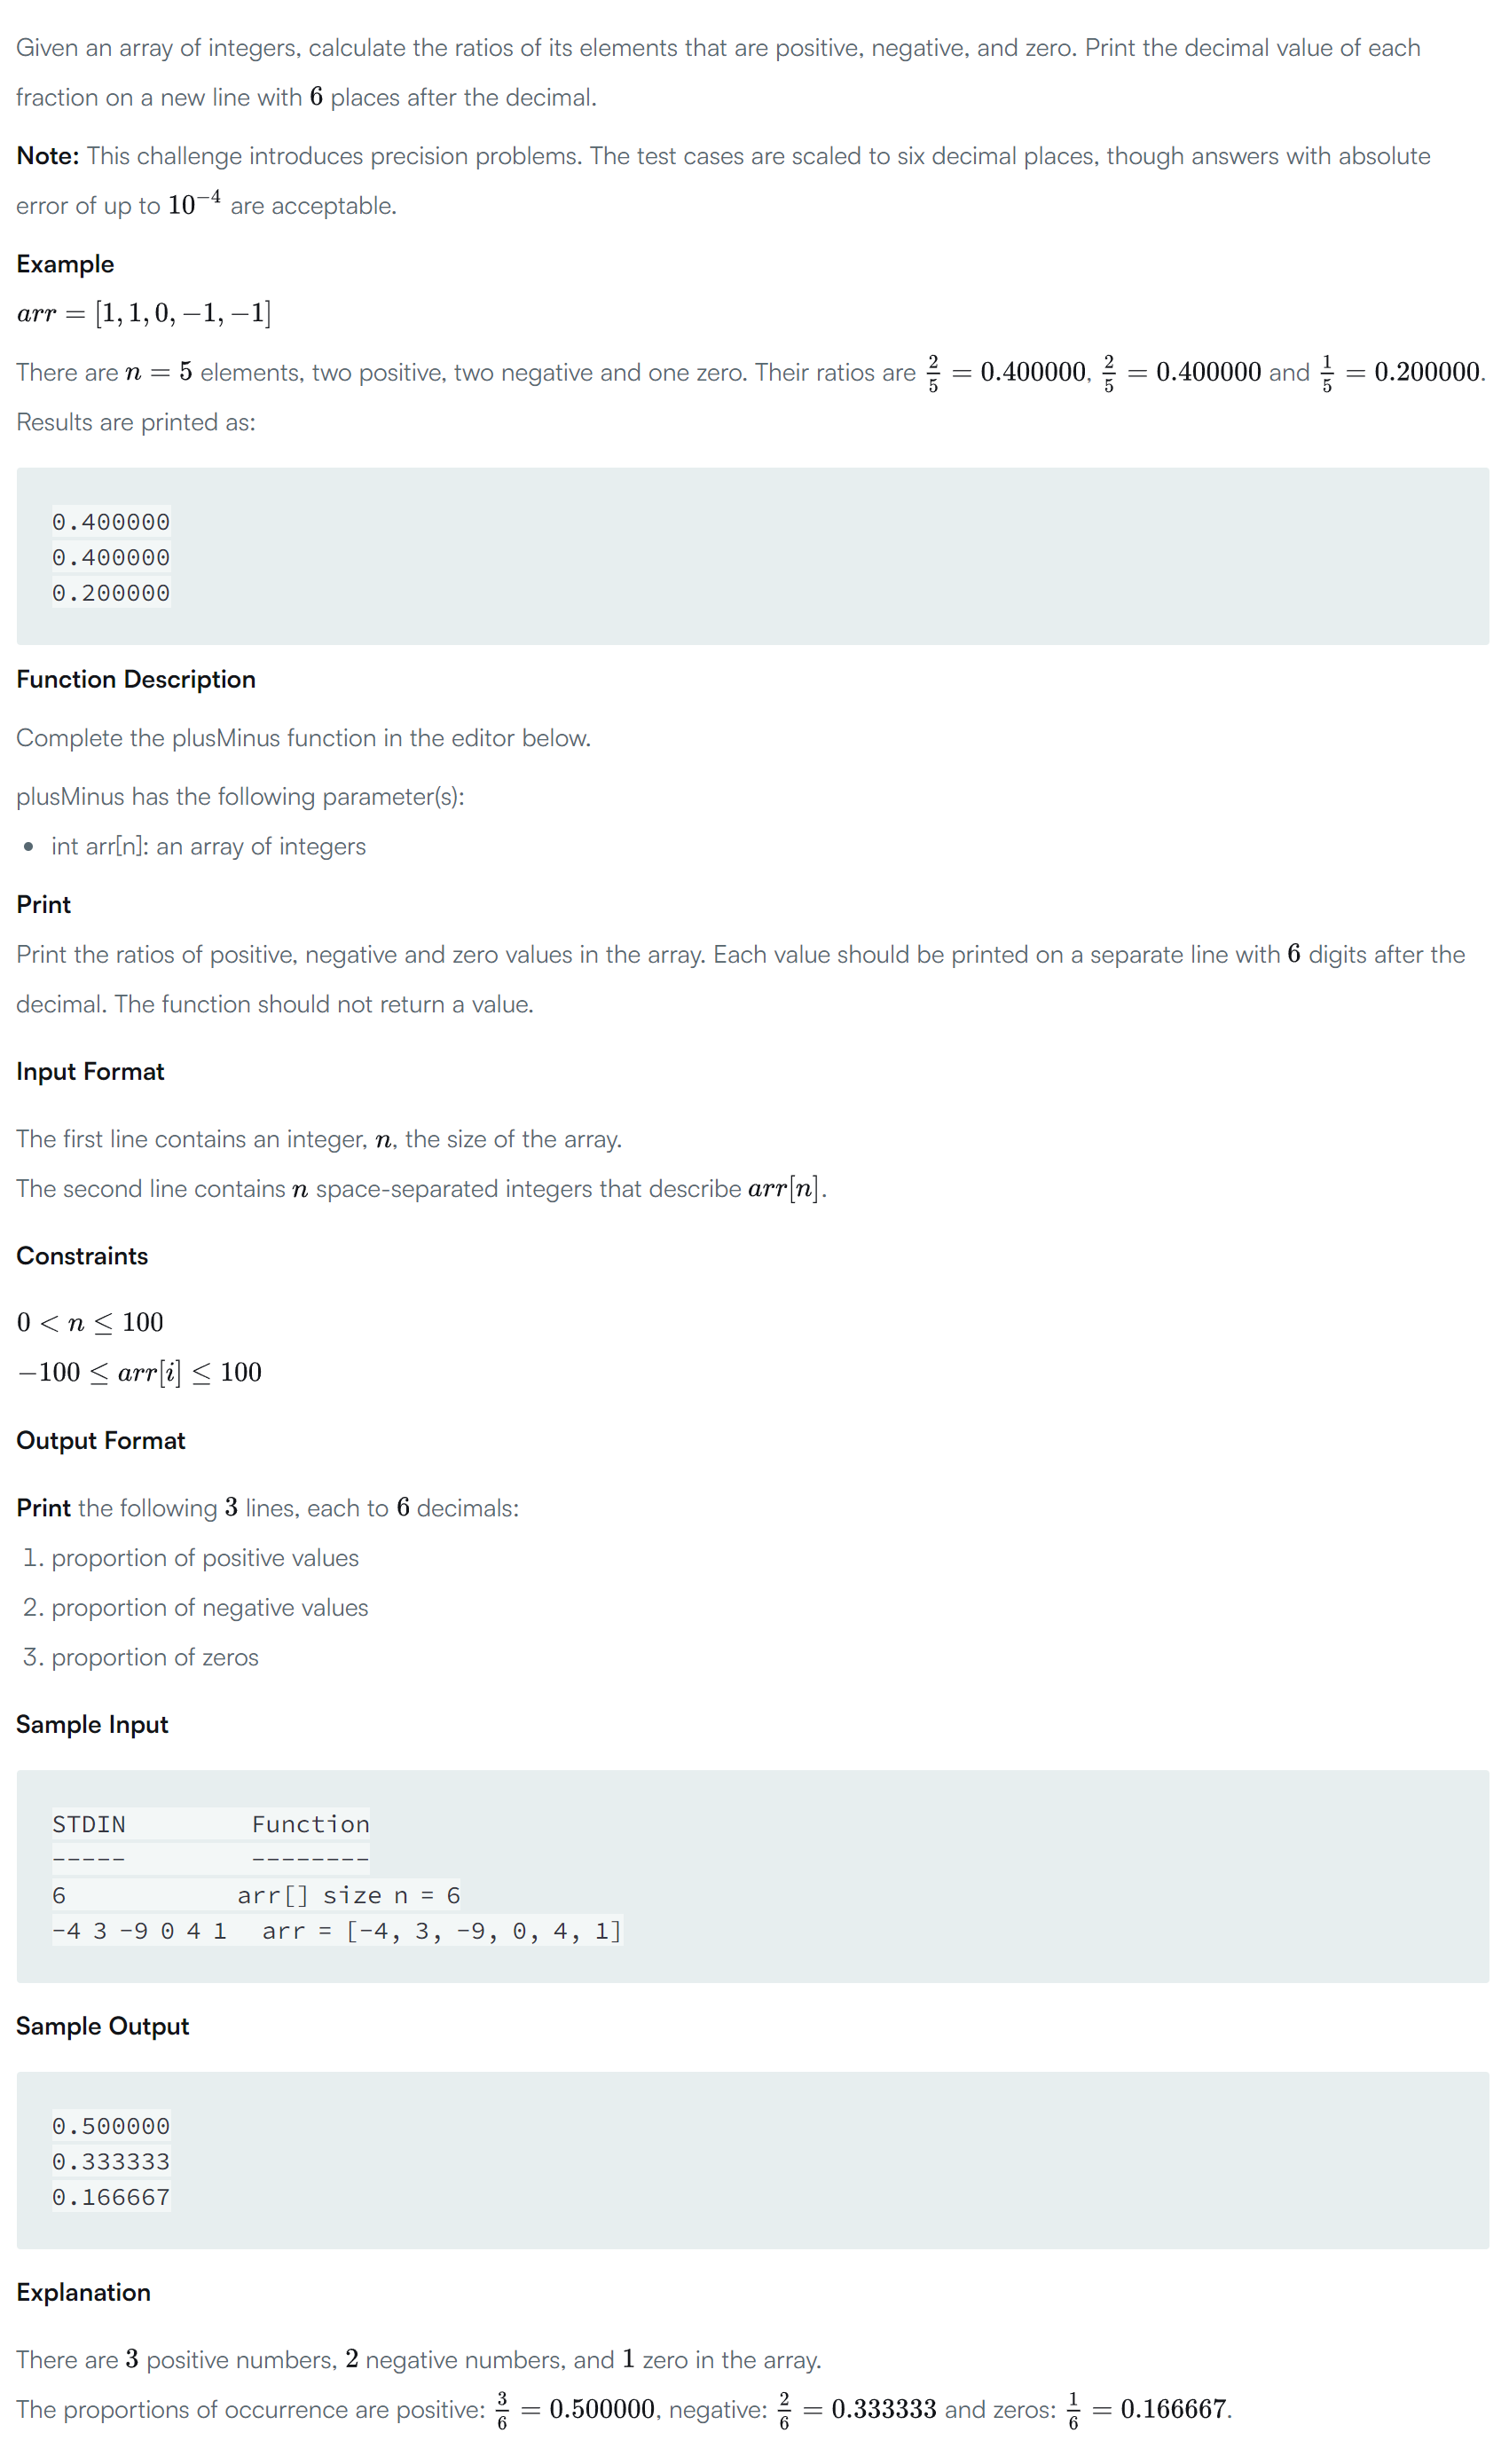 Given an array of integers, calculate the ratios of its elements that are positive, negative, and zero. Print the decimal value of each
fraction on a new line with 6 places after the decimal.
Note: This challenge introduces precision problems. The test cases are scaled to six decimal places, though answers with absolute
error of up to 10⁻⁴ are acceptable.
Example
arr = [1, 1, 0, −1, −1]
There are n = 5 elements, two positive, two negative and one zero. Their ratios are 2/5 = 0.400000, 2/5 = 0.400000 and 1/5 = 0.200000.
Results are printed as:
0.400000
0.400000
0.200000
Function Description
Complete the plusMinus function in the editor below.
plusMinus has the following parameter(s):
• int arr[n]: an array of integers
Print
Print the ratios of positive, negative and zero values in the array. Each value should be printed on a separate line with 6 digits after the
decimal. The function should not return a value.
Input Format
The first line contains an integer, n, the size of the array.
The second line contains n space-separated integers that describe arr[n].
Constraints
0 < n ≤ 100
−100 ≤ arr[i] ≤ 100
Output Format
Print the following 3 lines, each to 6 decimals:
1. proportion of positive values
2. proportion of negative values
3. proportion of zeros
Sample Input
STDIN Function
----- --------
6 arr[] size n = 6
-4 3 -9 0 4 1 arr = [-4, 3, -9, 0, 4, 1]
Sample Output
0.500000
0.333333
0.166667
Explanation
There are 3 positive numbers, 2 negative numbers, and 1 zero in the array.
The proportions of occurrence are positive: 3/6 = 0.500000, negative: 2/6 = 0.333333 and zeros: 1/6 = 0.166667.